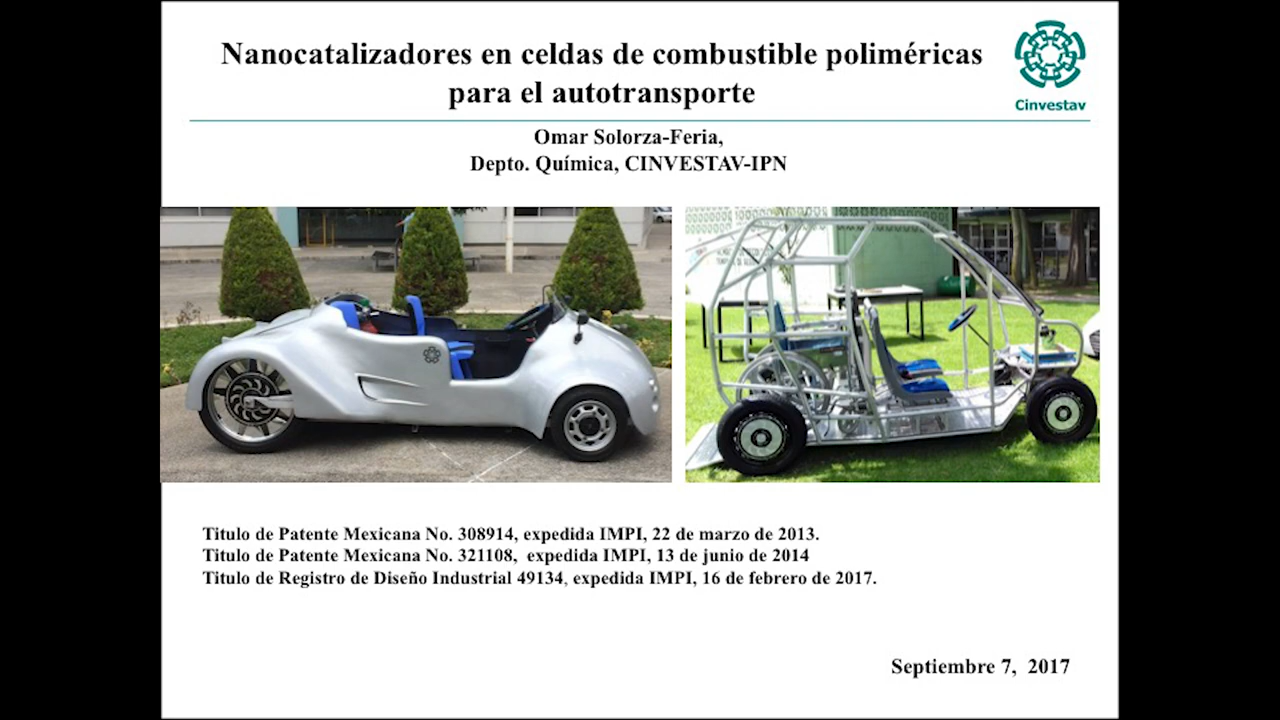 Nanocatalizadores en celdas de combustible poliméricas
para el autotransporte
Cinvestav
Omar Solorza-Feria,
Depto. Química, CINVESTAV-IPN
Titulo de Patente Mexicana No. 308914, expedida IMPI, 22 de marzo de 2013.
Titulo de Patente Mexicana No. 321108,  expedida IMPI, 13 de junio de 2014
Titulo de Registro de Diseño Industrial 49134, expedida IMPI, 16 de febrero de 2017.
Septiembre 7,  2017